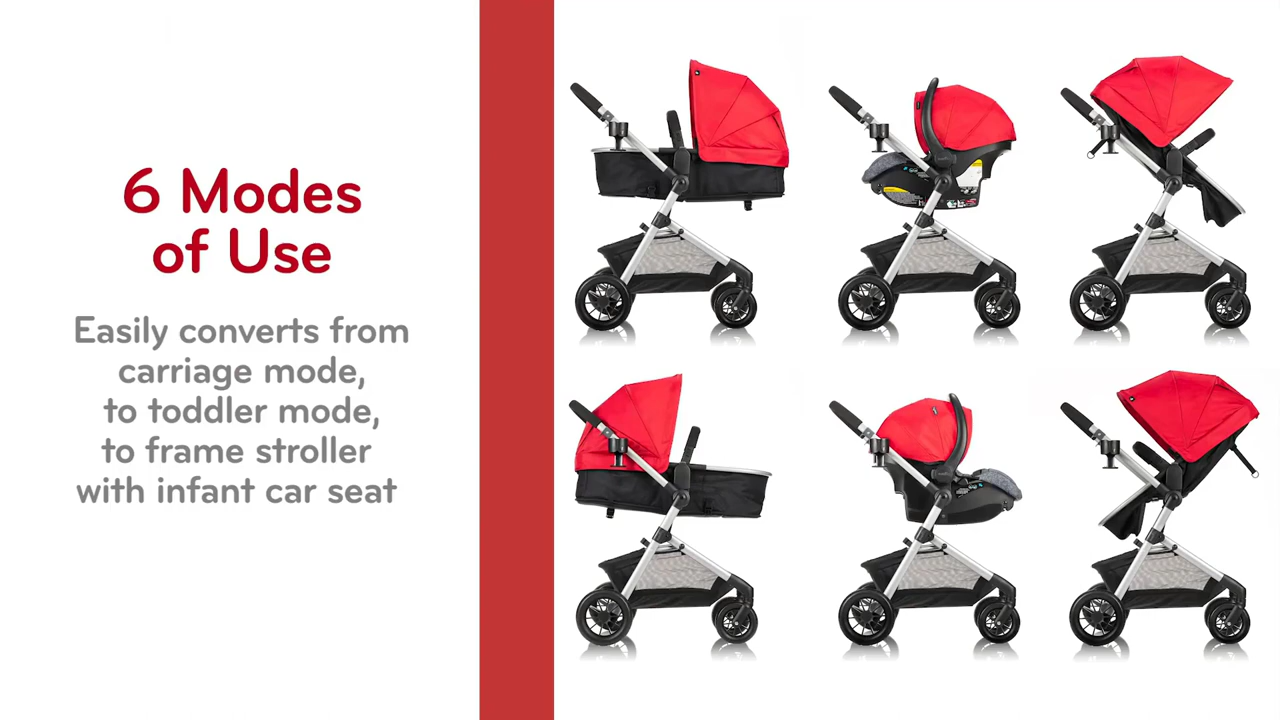 6 Modes
of Use
Easily converts from
carriage mode,
to toddler mode,
to frame stroller
with infant car seat